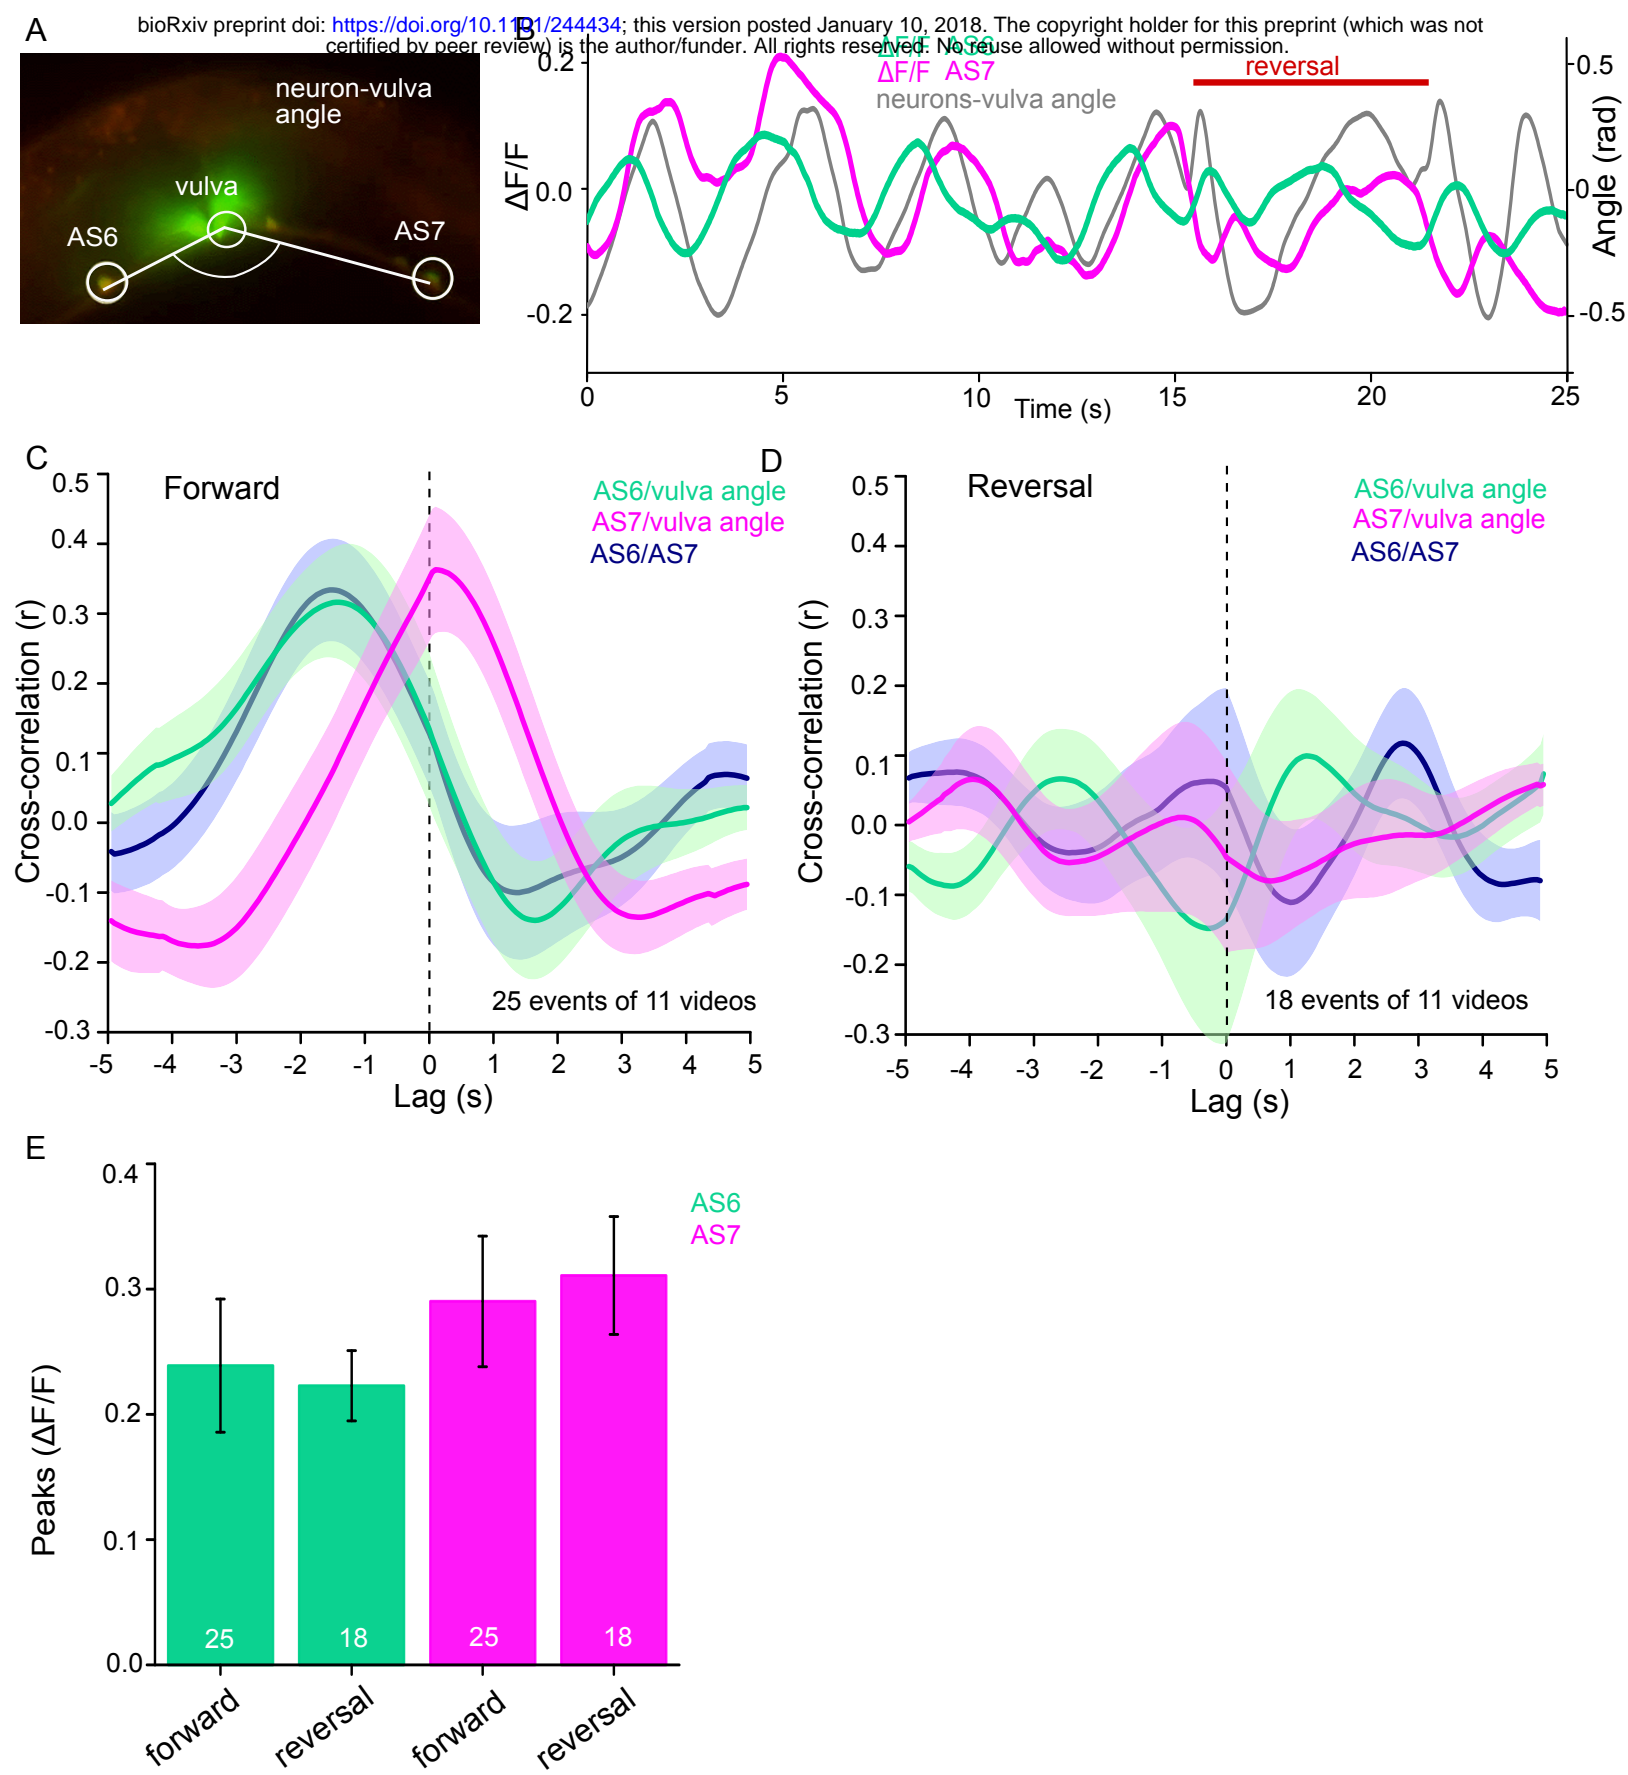 bioRxiv preprint doi: https://doi.org/10.1101/244434; this version posted January 10, 2018. The copyright holder for this preprint (which was not
certified by peer review) is the author/funder. All rights reserved. No reuse allowed without permission.
A
neuron-vulva
angle
vulva
AS6
AS7
B
ΔF/F AS6
ΔF/F AS7
neurons-vulva angle
reversal
0.2
0.0
-0.2
ΔF/F
0.5
0.0
-0.5
Angle (rad)
0
5
10
15
20
25
Time (s)
C
Forward
AS6/vulva angle
AS7/vulva angle
AS6/AS7
0.5
0.4
0.3
0.2
0.1
0.0
-0.1
-0.2
-0.3
Cross-correlation (r)
25 events of 11 videos
-5 -4 -3 -2 -1 0 1 2 3 4 5
Lag (s)
D
Reversal
AS6/vulva angle
AS7/vulva angle
AS6/AS7
0.5
0.4
0.3
0.2
0.1
0.0
-0.1
-0.2
-0.3
Cross-correlation (r)
18 events of 11 videos
-5 -4 -3 -2 -1 0 1 2 3 4 5
Lag (s)
E
0.4
0.3
0.2
0.1
0.0
Peaks (ΔF/F)
AS6
AS7
25
18
25
18
forward
reversal
forward
reversal